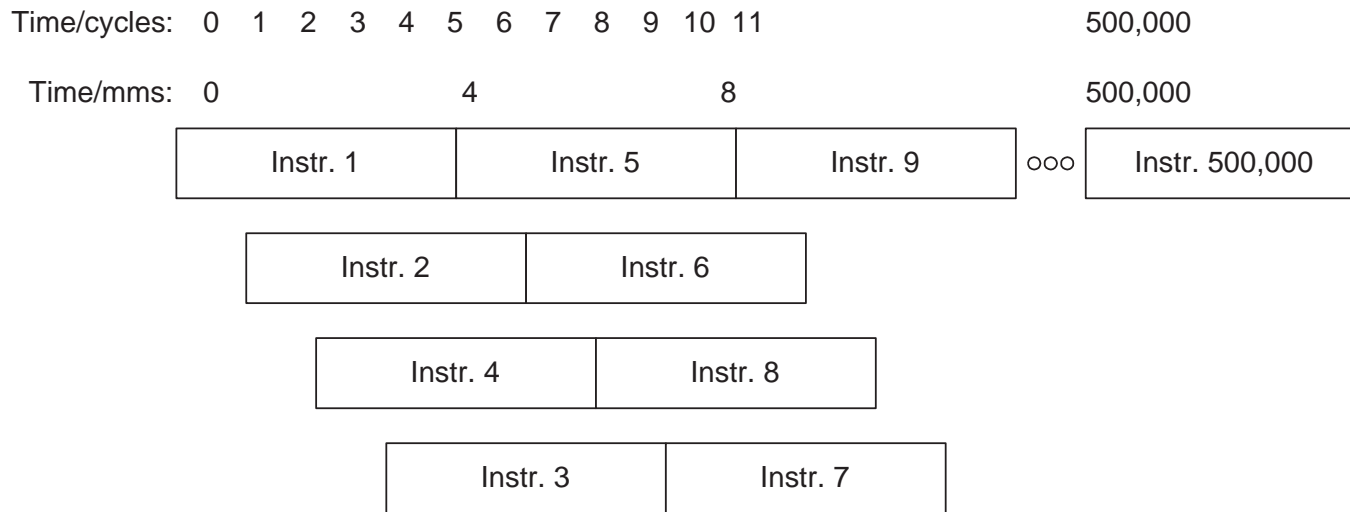 Time/cycles: 0 1 2 3 4 5 6 7 8 9 10 11 500,000
Time/mms: 0 4 8 500,000
Instr. 1 Instr. 5 Instr. 9 ooo Instr. 500,000
Instr. 2 Instr. 6
Instr. 4 Instr. 8
Instr. 3 Instr. 7